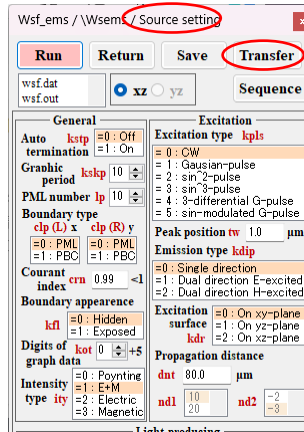 Wsf_ems / \Wsems / Source setting
Run Return Save Transfer
wsf.dat
wsf.out
xz yz
Sequence
General
Auto termination kstp
=0 : Off
=1 : On
Graphic period kskp 10
PML number lp 10
Boundary type
clp (L) x clp (R) y
=0 : PML =0 : PML
=1 : PBC =1 : PBC
Courant index crn 0.99 <1
Boundary appearence
kfl
=0 : Hidden
=1 : Exposed
Digits of graph data kot 0 +5
Intensity type ity
=0 : Poynting
=1 : E+M
=2 : Electric
=3 : Magnetic
Excitation
Excitation type kpls
= 0 : CW
= 1 : Gausian-pulse
= 2 : sin^2-pulse
= 3 : sin^3-pulse
= 4 : 3-differential G-pulse
= 5 : sin-modulated G-pulse
Peak position tw 1.0 μm
Emission type kdip
=0 : Single direction
=1 : Dual direction E-excited
=2 : Dual direction H-excited
Excitation surface kdr
=0 : On xy-plane
=1 : On yz-plane
=2 : On xz-plane
Propagation distance
dnt 80.0 μm
nd1 10 20 nd2 -2 -3
Light producing